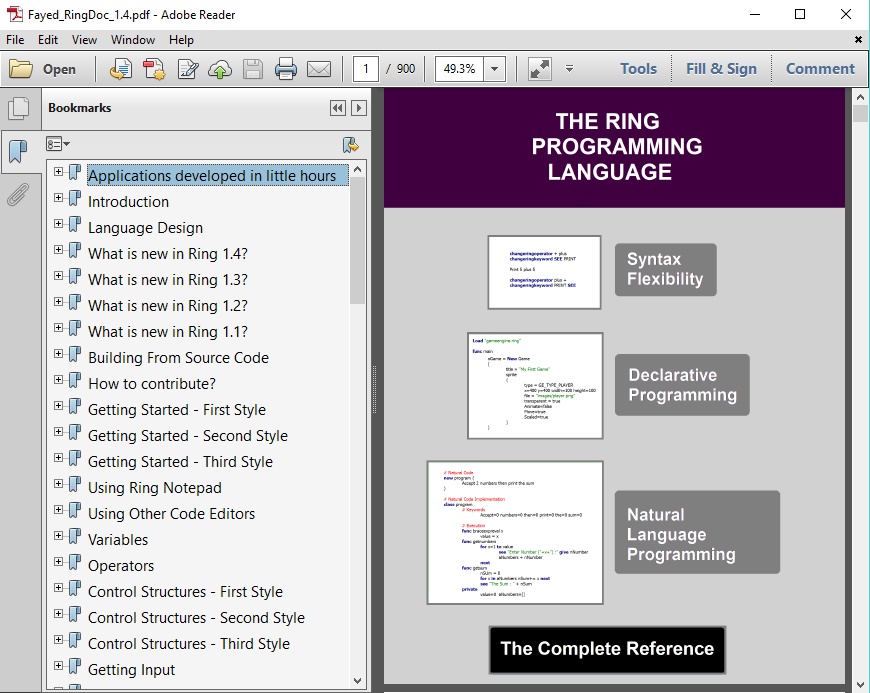 Fayed_RingDoc_1.4.pdf - Adobe Reader
File Edit View Window Help
Open
1 / 900
49.3%
Tools
Fill & Sign
Comment
Bookmarks
Applications developed in little hours
Introduction
Language Design
What is new in Ring 1.4?
What is new in Ring 1.3?
What is new in Ring 1.2?
What is new in Ring 1.1?
Building From Source Code
How to contribute?
Getting Started - First Style
Getting Started - Second Style
Getting Started - Third Style
Using Ring Notepad
Using Other Code Editors
Variables
Operators
Control Structures - First Style
Control Structures - Second Style
Control Structures - Third Style
Getting Input
THE RING
PROGRAMMING
LANGUAGE
changeringoperator + plus
changeringkeyword SEE PRINT
Print 5 plus 5
changeringoperator plus +
changeringkeyword PRINT SEE
Syntax
Flexibility
Load "gameengine.ring"
func main
oGame = New Game
{
title = "My First Game"
sprite
{
type = GE_TYPE_PLAYER
x=400 y=400 width=100 height=100
file = "images/player.png"
transparent = true
Animate=false
Move=true
Scaled=true
}
}
Declarative
Programming
# Natural Code
new program {
Accept 2 numbers then print the sum
}
# Natural Code Implementation
class program
# Keywords
Accept=0 numbers=0 then=0 print=0 the=0 sum=0
# Execution
func braceexpreval x
value = x
func getnumbers
for x=1 to value
see "Enter Number ("+x+") :" give nNumber
aNumbers + nNumber
next
func getsum
nSUm = 0
for x in aNumbers nSum+= x next
see "The Sum : " + nSum
private
value=0 aNumbers=[]
Natural
Language
Programming
The Complete Reference